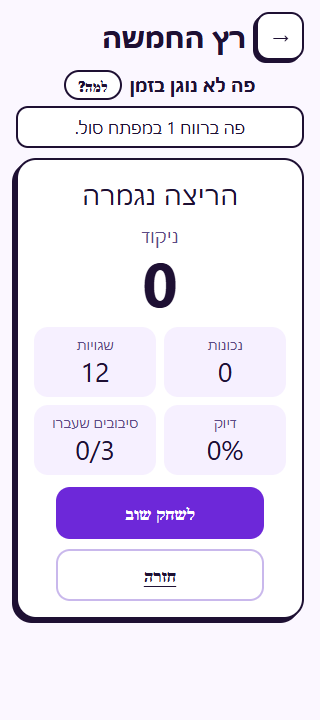 רץ החמשה
→
פה לא נוגן בזמן
למה?
פה ברווח 1 במפתח סול.
הריצה נגמרה
ניקוד
0
נכונות
0
שגויות
12
דיוק
0%
סיבובים שעברו
0/3
לשחק שוב
חזרה